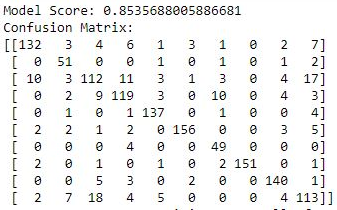 Model Score: 0.8535688005886681
Confusion Matrix:
[[132 3 4 6 1 3 1 0 2 7]
[ 0 51 0 0 1 0 1 0 1 2]
[ 10 3 112 11 3 1 3 0 4 17]
[ 0 2 9 119 3 0 10 0 4 3]
[ 0 1 0 1 137 0 1 0 0 4]
[ 2 2 1 2 0 156 0 0 3 5]
[ 0 0 0 4 0 0 49 0 0 0]
[ 2 0 1 0 1 0 2 151 0 1]
[ 0 0 5 3 0 2 0 0 140 1]
[ 2 7 18 4 5 0 0 0 4 113]]